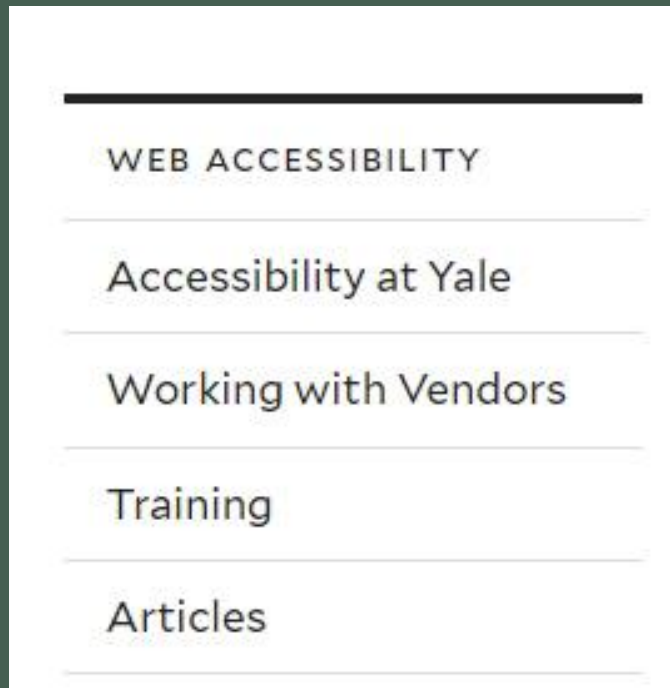 WEB ACCESSIBILITY
Accessibility at Yale
Working with Vendors
Training
Articles